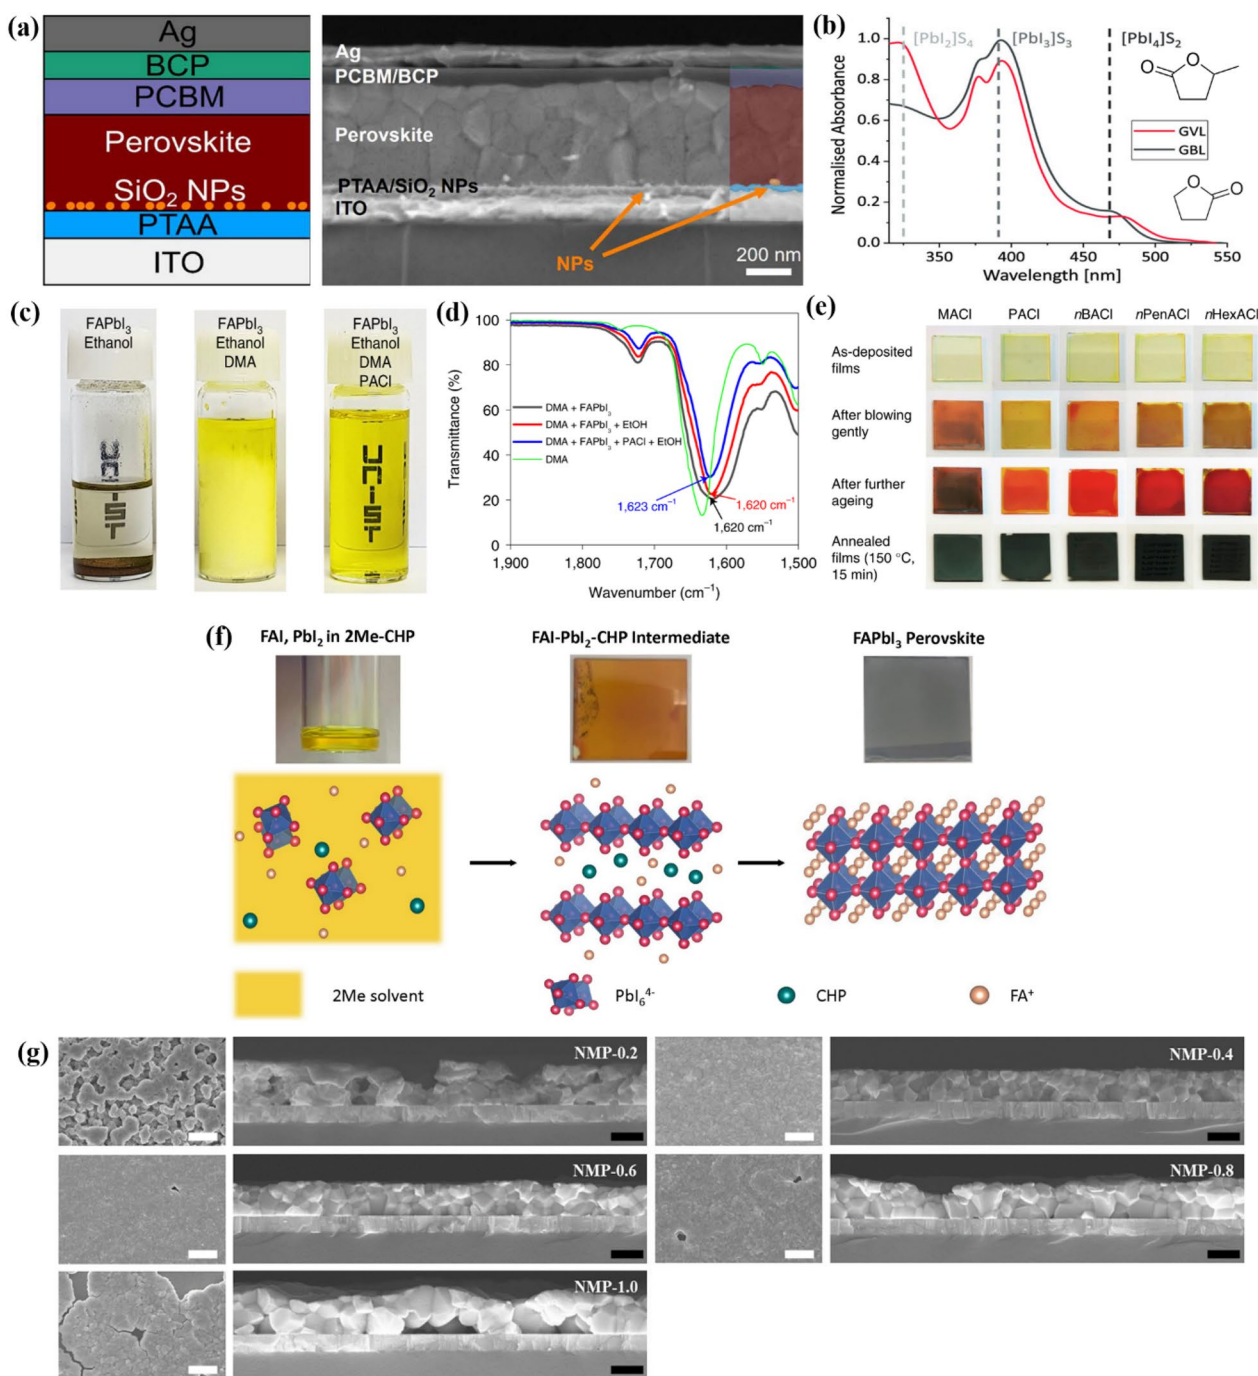 (a)
Ag
BCP
PCBM
Perovskite
SiO₂ NPs
PTAA
ITO
Ag
PCBM/BCP
Perovskite
PTAA/SiO₂ NPs
ITO
NPs
200 nm
(b)
Normalised Absorbance
1.0
0.8
0.6
0.4
0.2
0.0
[PbI₂]S₄
[PbI₃]S₃
[PbI₄]S₂
O
O
GVL
GBL
O
O
350 400 450 500 550
Wavelength [nm]
(c)
FAPbI₃
Ethanol
FAPbI₃
Ethanol
DMA
FAPbI₃
Ethanol
DMA
PACl
UNIST
UNIST
(d)
Transmittance (%)
100
80
60
40
20
0
DMA + FAPbI₃
DMA + FAPbI₃ + EtOH
DMA + FAPbI₃ + PACl + EtOH
DMA
1,623 cm⁻¹
1,620 cm⁻¹
1,620 cm⁻¹
1,900 1,800 1,700 1,600 1,500
Wavenumber (cm⁻¹)
(e)
MACl PACl nBACl nPenACl nHexACl
As-deposited
films
After blowing
gently
After further
ageing
Annealed
films (150 °C,
15 min)
(f)
FAI, PbI₂ in 2Me-CHP
FAI-PbI₂-CHP Intermediate
FAPbI₃ Perovskite
2Me solvent
PbI₆⁴⁻
CHP
FA⁺
(g)
NMP-0.2
NMP-0.4
NMP-0.6
NMP-0.8
NMP-1.0